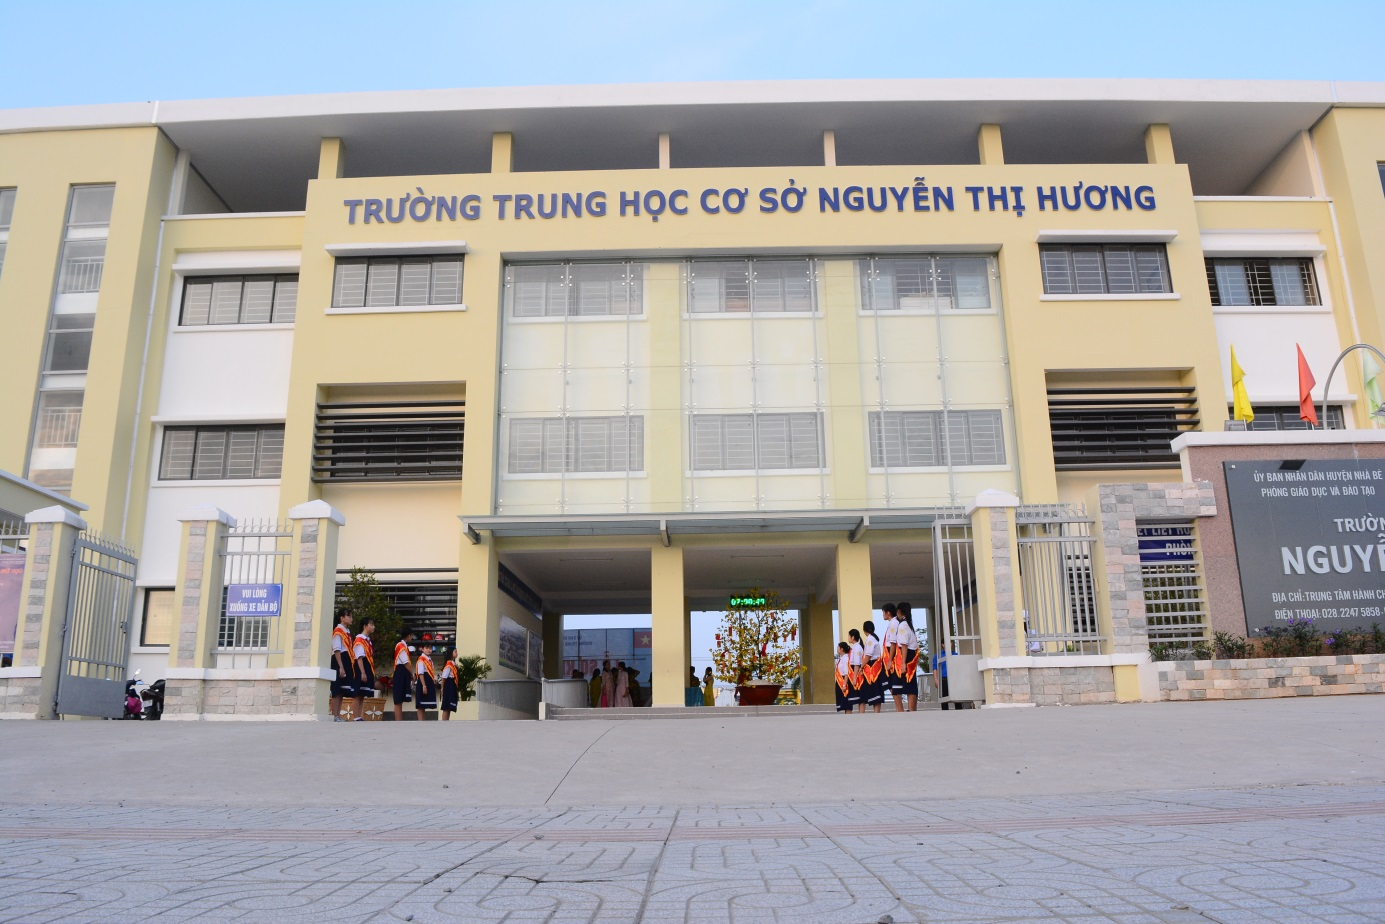 TRƯỜNG TRUNG HỌC CƠ SỞ NGUYỄN THỊ HƯƠNG
ỦY BAN NHÂN DÂN HUYỆN NHÀ BÈ
PHÒNG GIÁO DỤC VÀ ĐÀO TẠO
NGUYỄ
ĐỊA CHỈ:TRUNG TÂM HÀNH CH
ĐIỆN THOẠI:028.2247 5858-
VUI LÒNG
XUỐNG XE DẪN BỘ
PHÒN